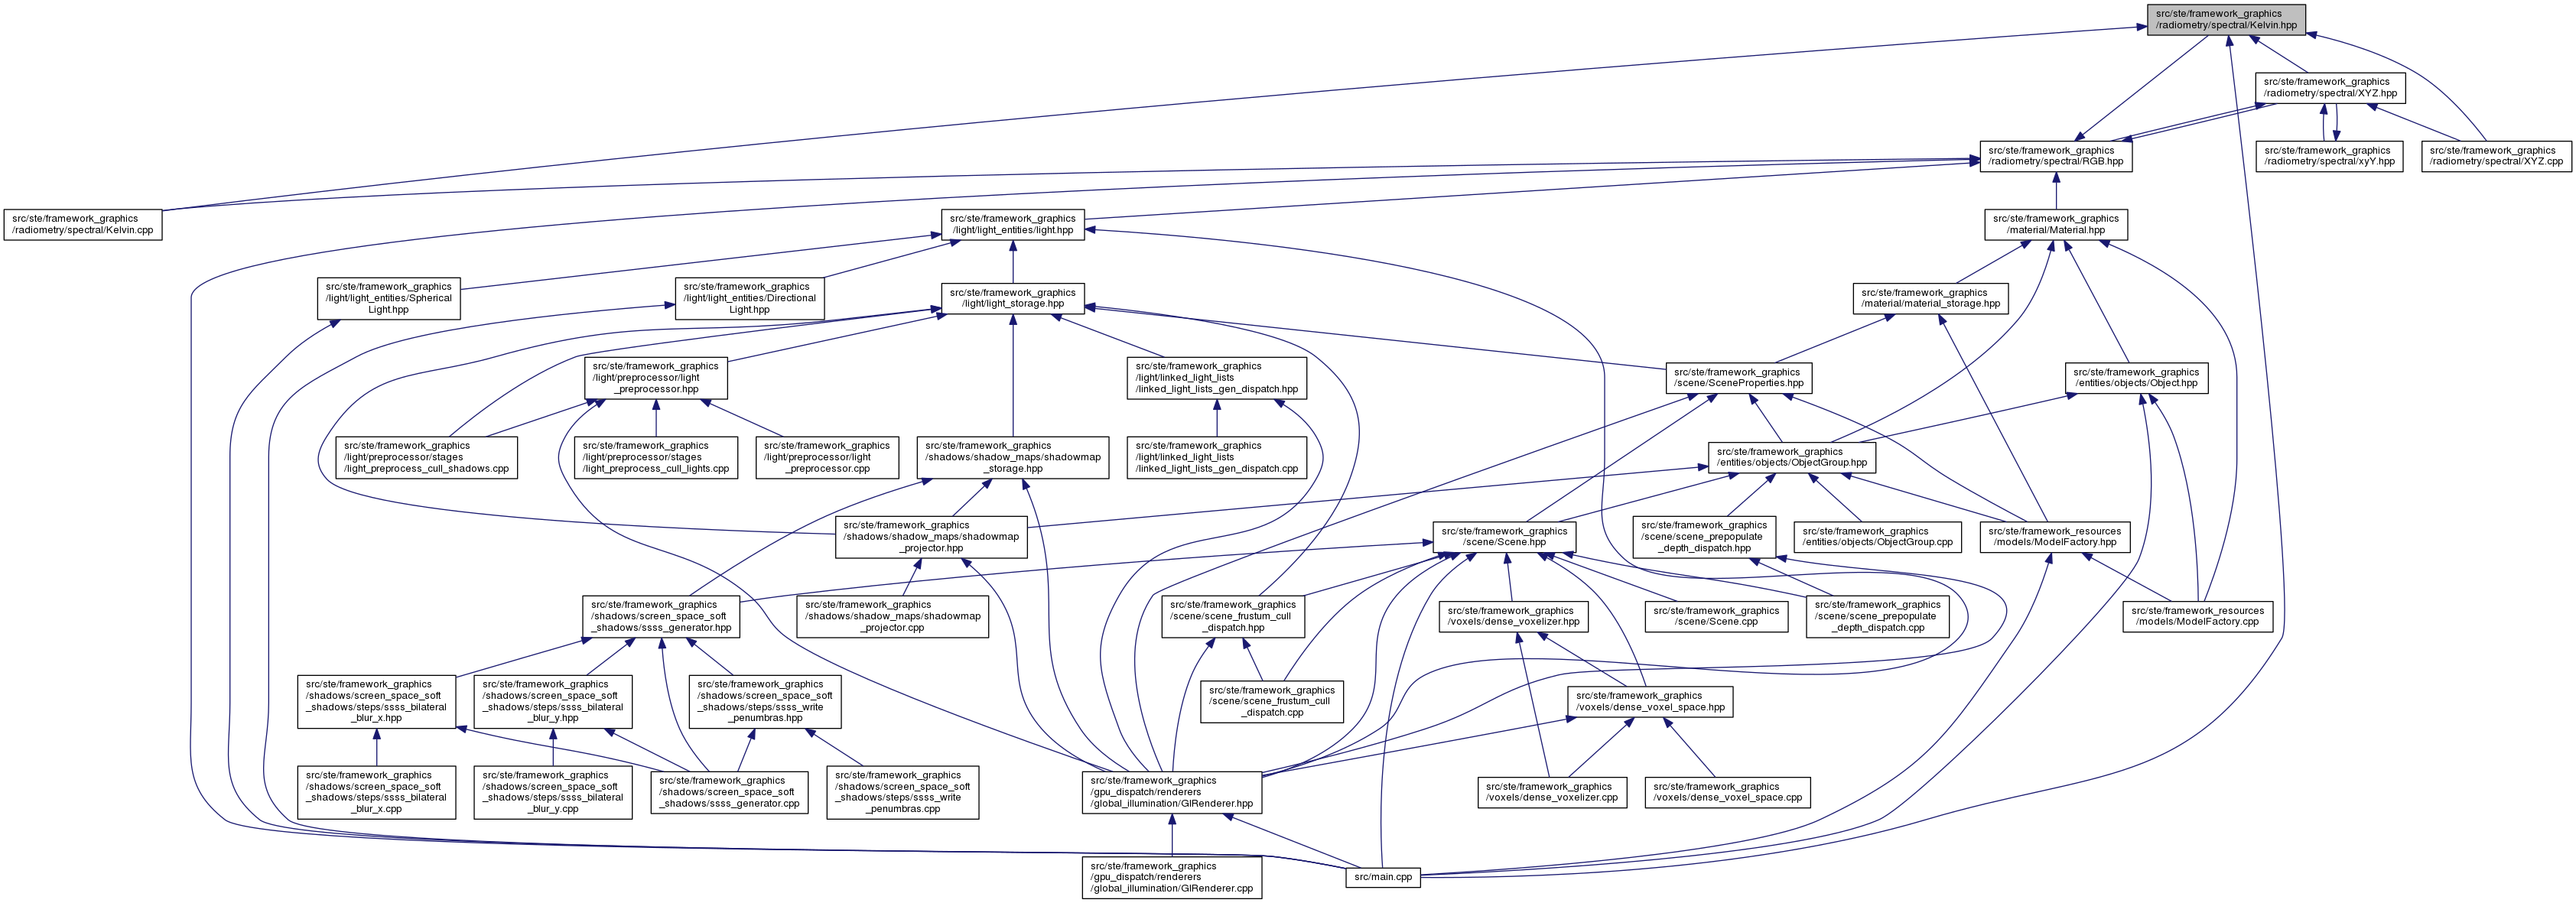 src/ste/framework_graphics
/radiometry/spectral/Kelvin.hpp
src/ste/framework_graphics
/radiometry/spectral/XYZ.hpp
src/ste/framework_graphics
/radiometry/spectral/RGB.hpp
src/ste/framework_graphics
/radiometry/spectral/xyY.hpp
src/ste/framework_graphics
/radiometry/spectral/XYZ.cpp
src/ste/framework_graphics
/radiometry/spectral/Kelvin.cpp
src/ste/framework_graphics
/light/light_entities/light.hpp
src/ste/framework_graphics
/material/Material.hpp
src/ste/framework_graphics
/light/light_entities/Spherical
Light.hpp
src/ste/framework_graphics
/light/light_entities/Directional
Light.hpp
src/ste/framework_graphics
/light/light_storage.hpp
src/ste/framework_graphics
/material/material_storage.hpp
src/ste/framework_graphics
/light/preprocessor/light
_preprocessor.hpp
src/ste/framework_graphics
/light/linked_light_lists
/linked_light_lists_gen_dispatch.hpp
src/ste/framework_graphics
/scene/SceneProperties.hpp
src/ste/framework_graphics
/entities/objects/Object.hpp
src/ste/framework_graphics
/light/preprocessor/stages
/light_preprocess_cull_shadows.cpp
src/ste/framework_graphics
/light/preprocessor/stages
/light_preprocess_cull_lights.cpp
src/ste/framework_graphics
/light/preprocessor/light
_preprocessor.cpp
src/ste/framework_graphics
/shadows/shadow_maps/shadowmap
_storage.hpp
src/ste/framework_graphics
/light/linked_light_lists
/linked_light_lists_gen_dispatch.cpp
src/ste/framework_graphics
/entities/objects/ObjectGroup.hpp
src/ste/framework_graphics
/shadows/shadow_maps/shadowmap
_projector.hpp
src/ste/framework_graphics
/scene/Scene.hpp
src/ste/framework_graphics
/scene/scene_prepopulate
_depth_dispatch.hpp
src/ste/framework_graphics
/entities/objects/ObjectGroup.cpp
src/ste/framework_resources
/models/ModelFactory.hpp
src/ste/framework_graphics
/shadows/screen_space_soft
_shadows/ssss_generator.hpp
src/ste/framework_graphics
/shadows/shadow_maps/shadowmap
_projector.cpp
src/ste/framework_graphics
/scene/scene_frustum_cull
_dispatch.hpp
src/ste/framework_graphics
/voxels/dense_voxelizer.hpp
src/ste/framework_graphics
/scene/Scene.cpp
src/ste/framework_graphics
/scene/scene_prepopulate
_depth_dispatch.cpp
src/ste/framework_resources
/models/ModelFactory.cpp
src/ste/framework_graphics
/shadows/screen_space_soft
_shadows/steps/ssss_bilateral
_blur_x.hpp
src/ste/framework_graphics
/shadows/screen_space_soft
_shadows/steps/ssss_bilateral
_blur_y.hpp
src/ste/framework_graphics
/shadows/screen_space_soft
_shadows/steps/ssss_write
_penumbras.hpp
src/ste/framework_graphics
/scene/scene_frustum_cull
_dispatch.cpp
src/ste/framework_graphics
/voxels/dense_voxel_space.hpp
src/ste/framework_graphics
/shadows/screen_space_soft
_shadows/steps/ssss_bilateral
_blur_x.cpp
src/ste/framework_graphics
/shadows/screen_space_soft
_shadows/steps/ssss_bilateral
_blur_y.cpp
src/ste/framework_graphics
/shadows/screen_space_soft
_shadows/ssss_generator.cpp
src/ste/framework_graphics
/shadows/screen_space_soft
_shadows/steps/ssss_write
_penumbras.cpp
src/ste/framework_graphics
/gpu_dispatch/renderers
/global_illumination/GIRenderer.hpp
src/ste/framework_graphics
/voxels/dense_voxelizer.cpp
src/ste/framework_graphics
/voxels/dense_voxel_space.cpp
src/ste/framework_graphics
/gpu_dispatch/renderers
/global_illumination/GIRenderer.cpp
src/main.cpp